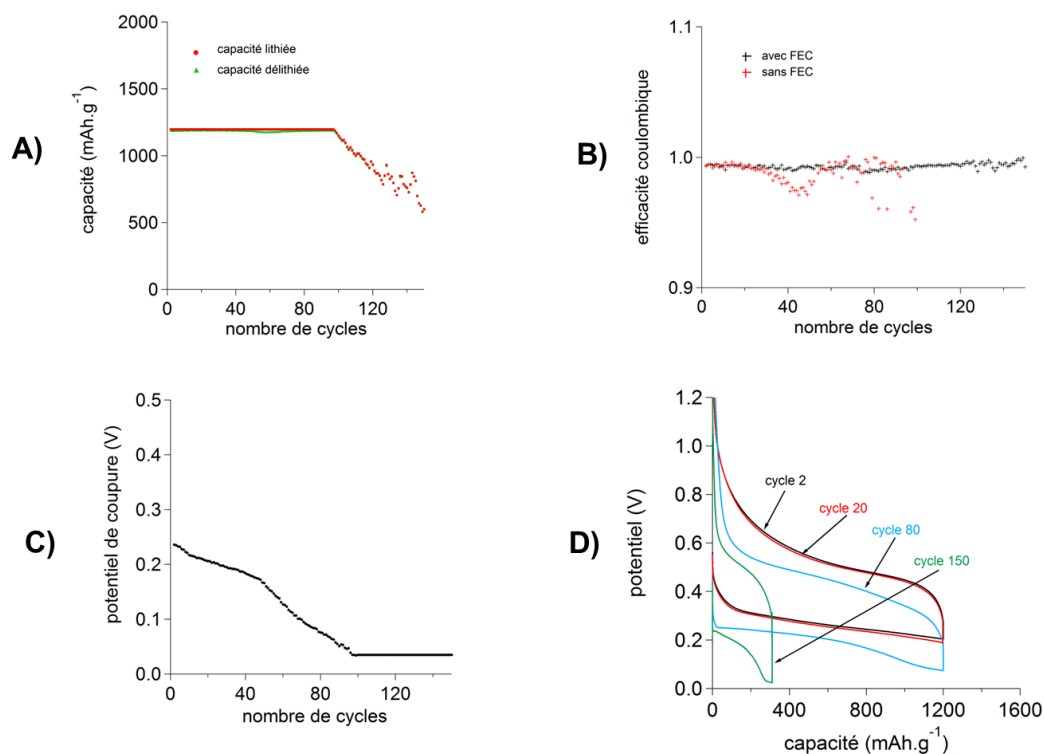 A)
capacité (mAh.g-1)
2000
1500
1000
500
0
capacité lithiée
capacité délithiée
0 40 80 120
nombre de cycles
B)
efficacité coulombique
1.1
1.0
0.9
avec FEC
sans FEC
0 40 80 120
nombre de cycles
C)
potentiel de coupure (V)
0.5
0.4
0.3
0.2
0.1
0.0
0 40 80 120
nombre de cycles
D)
potentiel (V)
1.2
1.0
0.8
0.6
0.4
0.2
0.0
cycle 2
cycle 20
cycle 80
cycle 150
0 400 800 1200 1600
capacité (mAh.g-1)